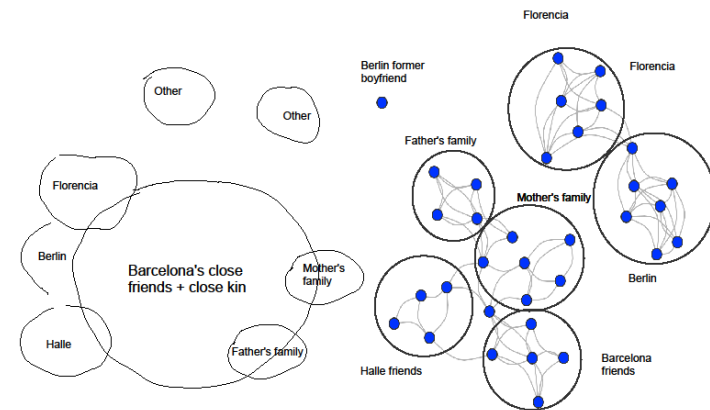 Other
Other
Florencia
Berlin
Barcelona's close
friends + close kin
Mother's
family
Halle
Father's family
Florencia
Berlin former
boyfriend
Florencia
Father's family
Mother's family
Berlin
Halle friends
Barcelona
friends